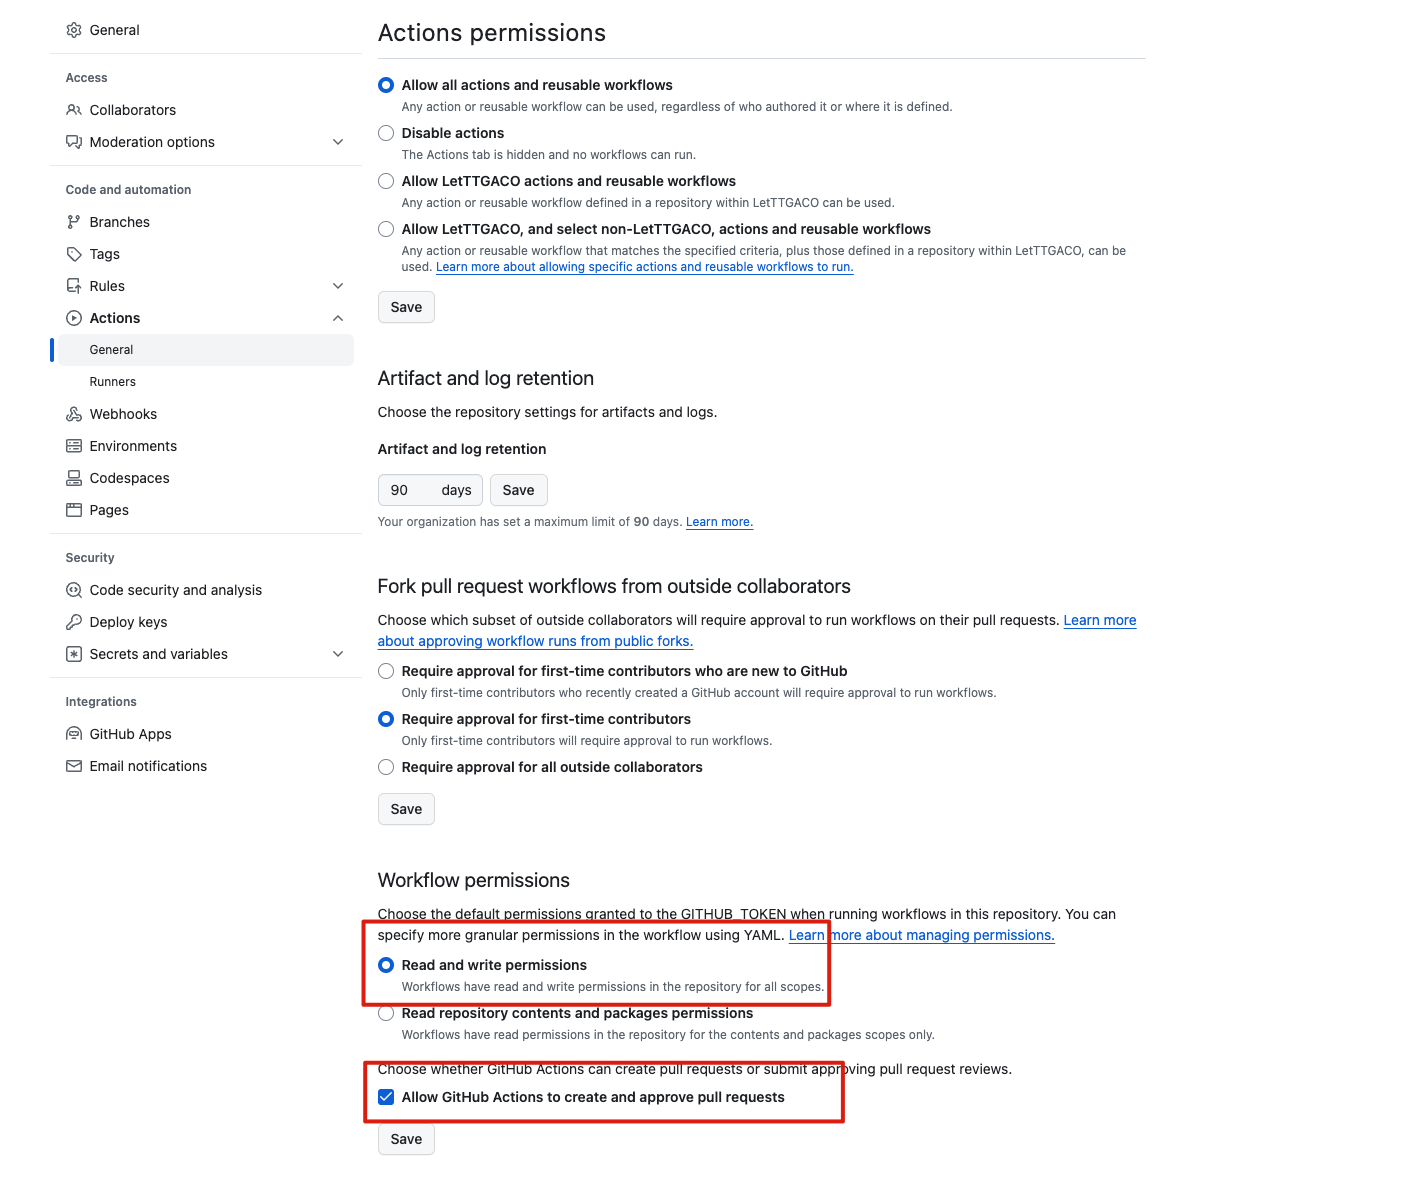 General
Access
Collaborators
Moderation options
Code and automation
Branches
Tags
Rules
Actions
General
Runners
Webhooks
Environments
Codespaces
Pages
Security
Code security and analysis
Deploy keys
Secrets and variables
Integrations
GitHub Apps
Email notifications
Actions permissions
Allow all actions and reusable workflows
Any action or reusable workflow can be used, regardless of who authored it or where it is defined.
Disable actions
The Actions tab is hidden and no workflows can run.
Allow LetTTGACO actions and reusable workflows
Any action or reusable workflow defined in a repository within LetTTGACO can be used.
Allow LetTTGACO, and select non-LetTTGACO, actions and reusable workflows
Any action or reusable workflow that matches the specified criteria, plus those defined in a repository within LetTTGACO, can be
used. Learn more about allowing specific actions and reusable workflows to run.
Save
Artifact and log retention
Choose the repository settings for artifacts and logs.
Artifact and log retention
90 days Save
Your organization has set a maximum limit of 90 days. Learn more.
Fork pull request workflows from outside collaborators
Choose which subset of outside collaborators will require approval to run workflows on their pull requests. Learn more
about approving workflow runs from public forks.
Require approval for first-time contributors who are new to GitHub
Only first-time contributors who recently created a GitHub account will require approval to run workflows.
Require approval for first-time contributors
Only first-time contributors will require approval to run workflows.
Require approval for all outside collaborators
Save
Workflow permissions
Choose the default permissions granted to the GITHUB_TOKEN when running workflows in this repository. You can
specify more granular permissions in the workflow using YAML. Learn more about managing permissions.
Read and write permissions
Workflows have read and write permissions in the repository for all scopes.
Read repository contents and packages permissions
Workflows have read permissions in the repository for the contents and packages scopes only.
Choose whether GitHub Actions can create pull requests or submit approving pull request reviews.
Allow GitHub Actions to create and approve pull requests
Save